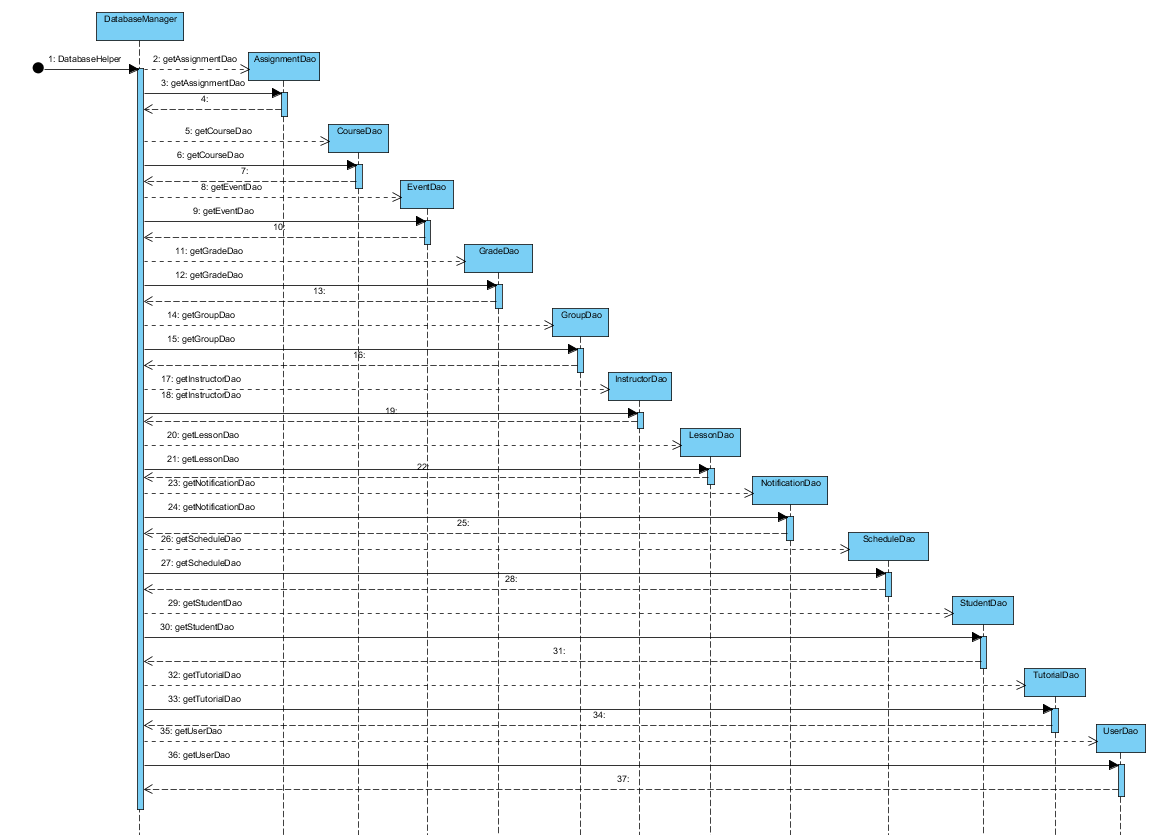 DatabaseManager
1: DatabaseHelper
2: getAssignmentDao
AssignmentDao
3: getAssignmentDao
4:
5: getCourseDao
CourseDao
6: getCourseDao
7:
8: getEventDao
EventDao
9: getEventDao
10:
11: getGradeDao
GradeDao
12: getGradeDao
13:
14: getGroupDao
GroupDao
15: getGroupDao
16:
17: getInstructorDao
InstructorDao
18: getInstructorDao
19:
20: getLessonDao
LessonDao
21: getLessonDao
22:
23: getNotificationDao
NotificationDao
24: getNotificationDao
25:
26: getScheduleDao
ScheduleDao
27: getScheduleDao
28:
29: getStudentDao
StudentDao
30: getStudentDao
31:
32: getTutorialDao
TutorialDao
33: getTutorialDao
34:
35: getUserDao
UserDao
36: getUserDao
37: